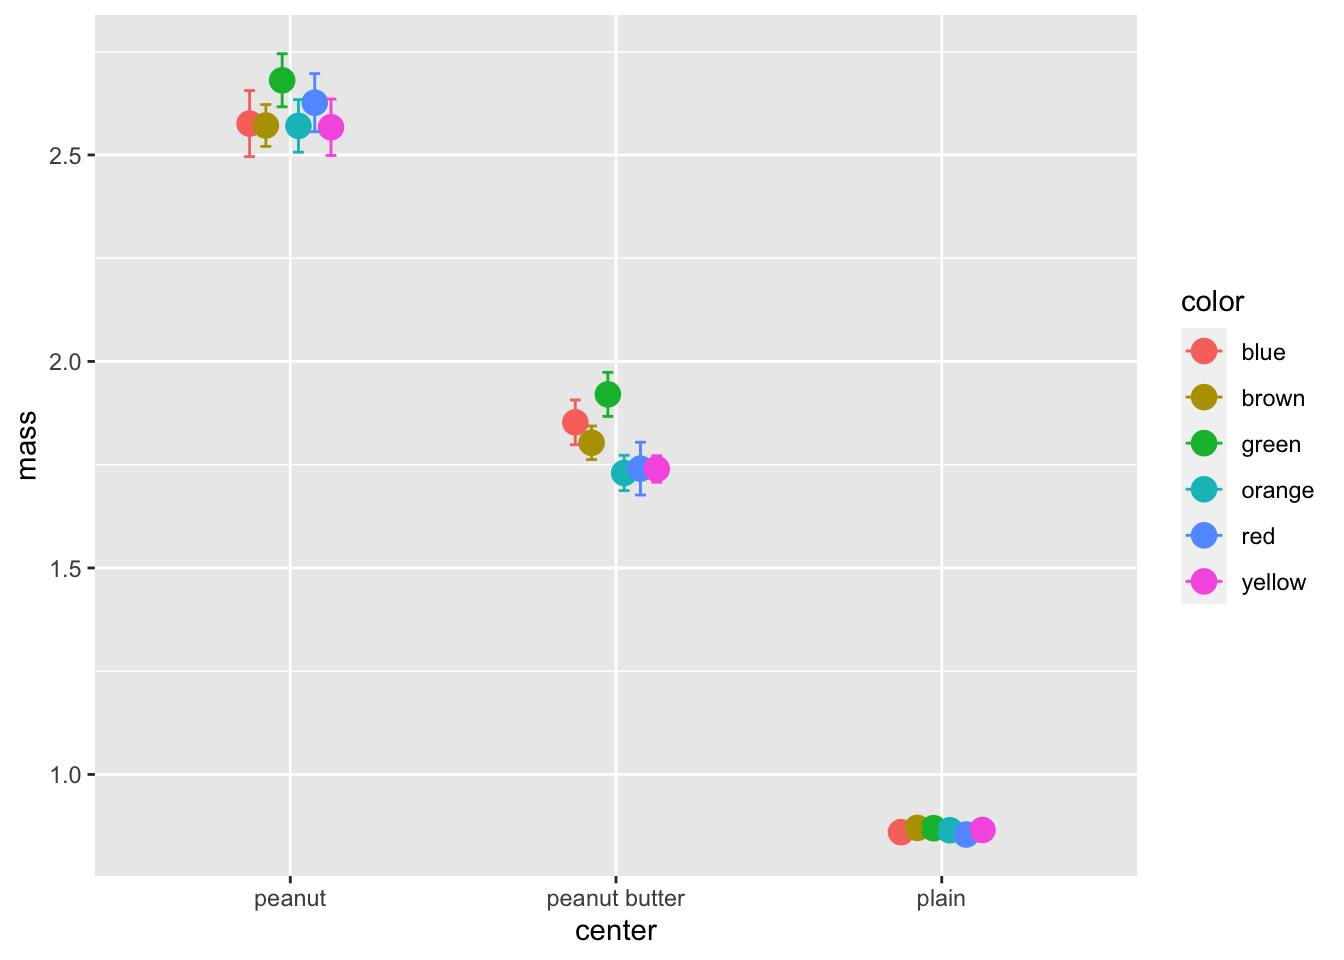 mass
2.5
2.0
1.5
1.0
peanut
peanut butter
plain
center
color
blue
brown
green
orange
red
yellow